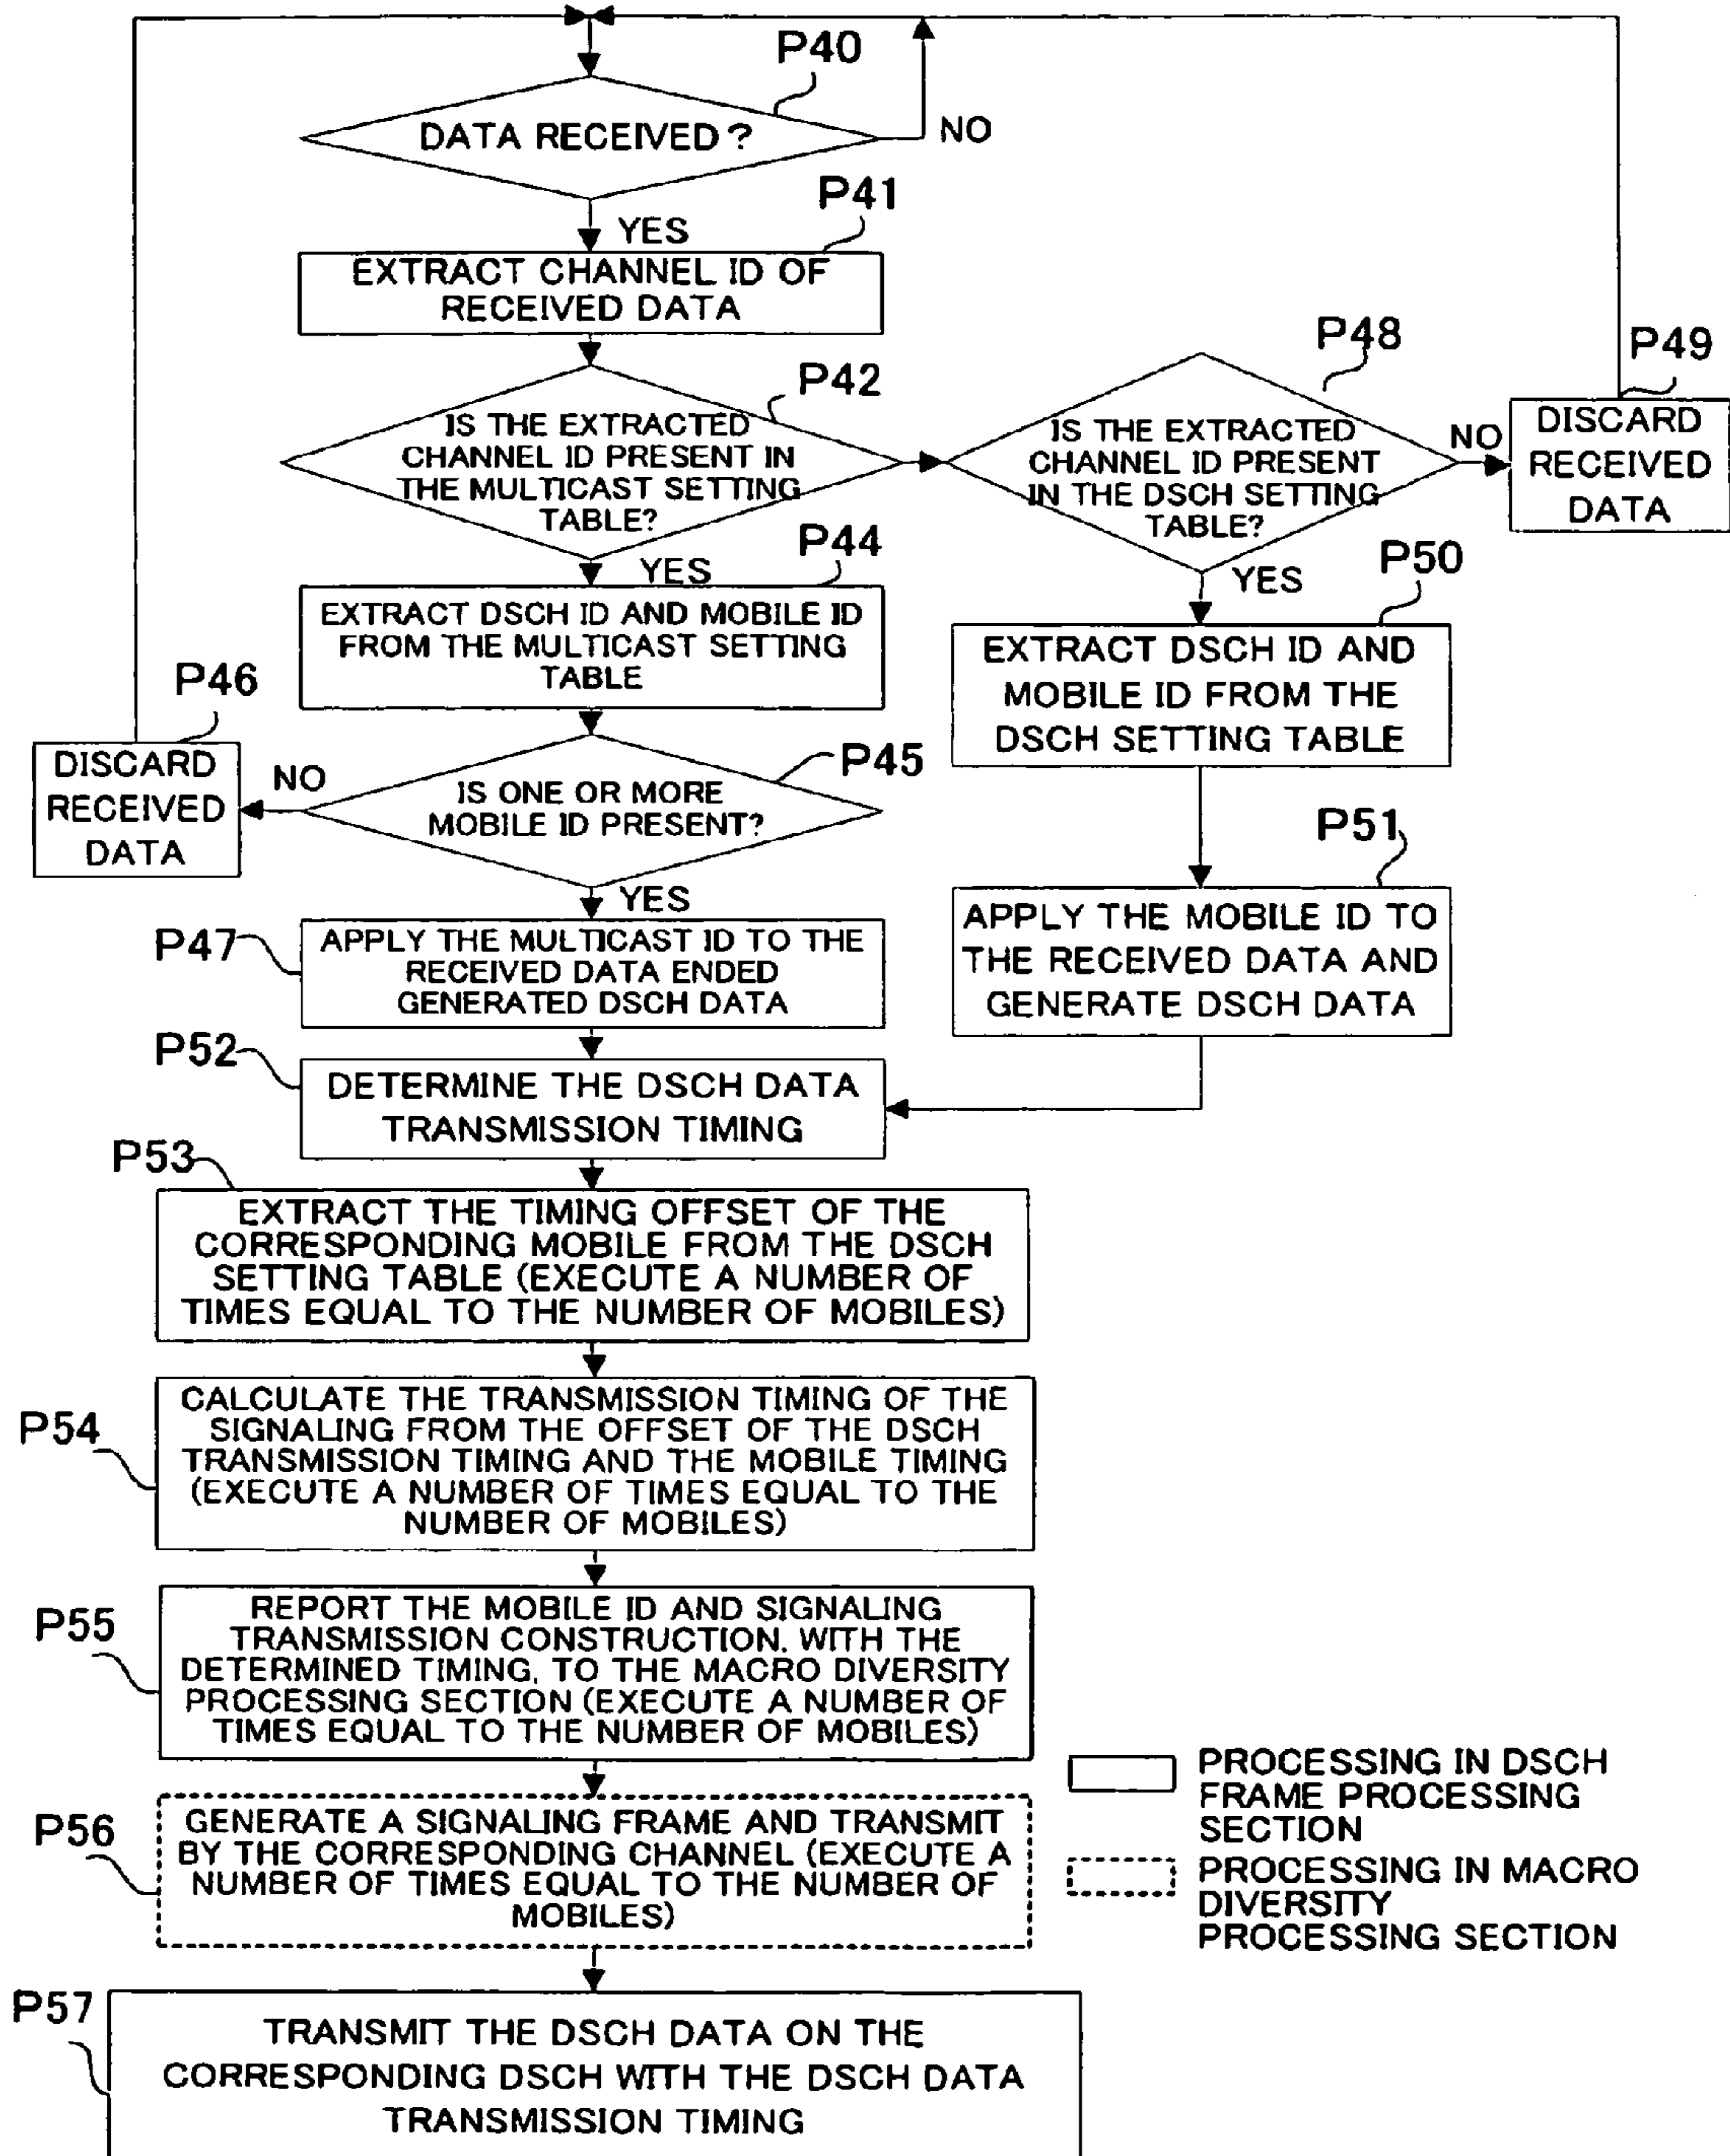 P40
DATA RECEIVED?
NO
P41
YES
EXTRACT CHANNEL ID OF
RECEIVED DATA
P42
IS THE EXTRACTED
CHANNEL ID PRESENT IN
THE MULTICAST SETTING
TABLE?
P48
IS THE EXTRACTED
CHANNEL ID PRESENT
IN THE DSCH SETTING
TABLE?
NO
P49
DISCARD
RECEIVED
DATA
YES
P44
EXTRACT DSCH ID AND MOBILE ID
FROM THE MULTICAST SETTING
TABLE
YES
P50
EXTRACT DSCH ID AND
MOBILE ID FROM THE
DSCH SETTING TABLE
P46
DISCARD
RECEIVED
DATA
NO
P45
IS ONE OR MORE
MOBILE ID PRESENT?
YES
P51
APPLY THE MOBILE ID TO
THE RECEIVED DATA AND
GENERATE DSCH DATA
P47
APPLY THE MULTICAST ID TO THE
RECEIVED DATA ENDED
GENERATED DSCH DATA
P52
DETERMINE THE DSCH DATA
TRANSMISSION TIMING
P53
EXTRACT THE TIMING OFFSET OF THE
CORRESPONDING MOBILE FROM THE DSCH
SETTING TABLE (EXECUTE A NUMBER OF
TIMES EQUAL TO THE NUMBER OF MOBILES)
P54
CALCULATE THE TRANSMISSION TIMING OF THE
SIGNALING FROM THE OFFSET OF THE DSCH
TRANSMISSION TIMING AND THE MOBILE TIMING
(EXECUTE A NUMBER OF TIMES EQUAL TO THE
NUMBER OF MOBILES)
P55
REPORT THE MOBILE ID AND SIGNALING
TRANSMISSION CONSTRUCTION, WITH THE
DETERMINED TIMING, TO THE MACRO DIVERSITY
PROCESSING SECTION (EXECUTE A NUMBER OF
TIMES EQUAL TO THE NUMBER OF MOBILES)
P56
GENERATE A SIGNALING FRAME AND TRANSMIT
BY THE CORRESPONDING CHANNEL (EXECUTE A
NUMBER OF TIMES EQUAL TO THE NUMBER OF
MOBILES)
PROCESSING IN DSCH
FRAME PROCESSING
SECTION
PROCESSING IN MACRO
DIVERSITY
PROCESSING SECTION
P57
TRANSMIT THE DSCH DATA ON THE
CORRESPONDING DSCH WITH THE DSCH DATA
TRANSMISSION TIMING